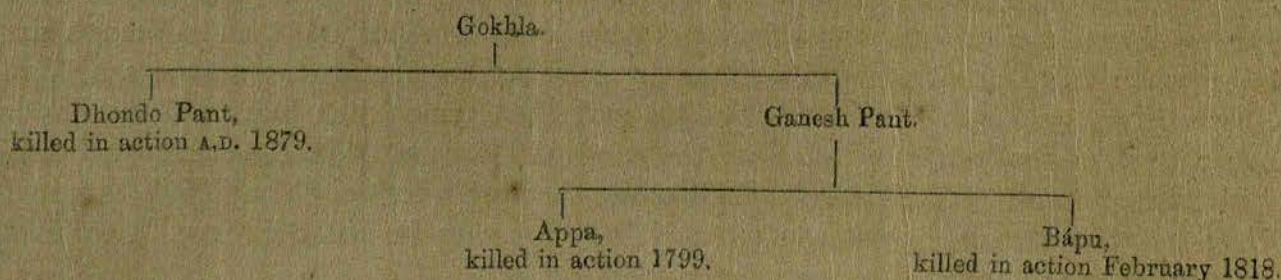 Gokhla.
Dhondo Pant,
killed in action A.D. 1879.
Ganesh Pant.
Appa,
killed in action 1799.
Bápu,
killed in action February 1818